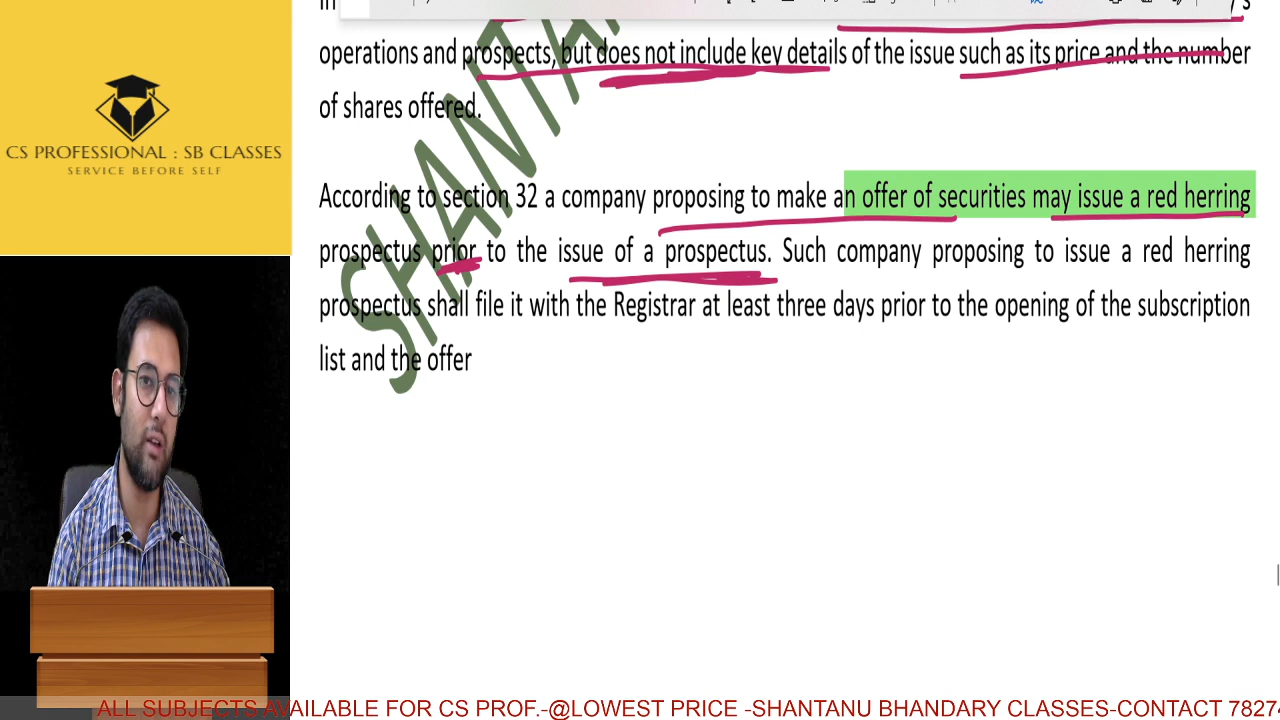 operations and prospects, but does not include key details of the issue such as its price and the number
of shares offered.
According to section 32 a company proposing to make an offer of securities may issue a red herring
prospectus prior to the issue of a prospectus. Such company proposing to issue a red herring
prospectus shall file it with the Registrar at least three days prior to the opening of the subscription
list and the offer
CS PROFESSIONAL : SB CLASSES
SERVICE BEFORE SELF
SHANTA
ALL SUBJECTS AVAILABLE FOR CS PROF.-@LOWEST PRICE -SHANTANU BHANDARY CLASSES-CONTACT 7827